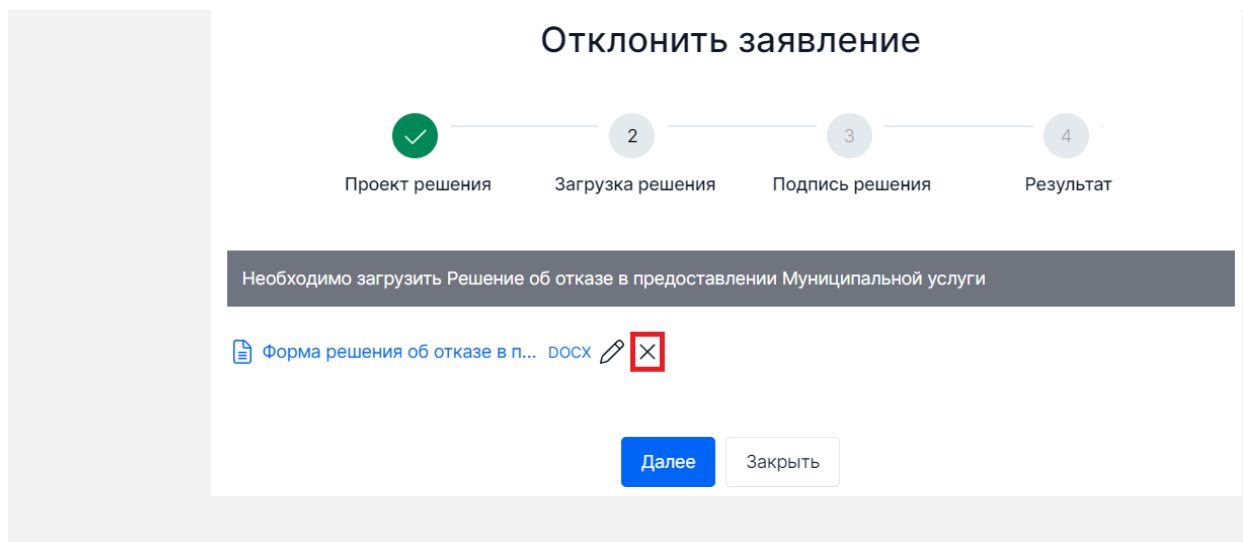 Отклонить заявление
2
3
4
Проект решения
Загрузка решения
Подпись решения
Результат
Необходимо загрузить Решение об отказе в предоставлении Муниципальной услуги
Форма решения об отказе в п... DOCX
Далее
Закрыть